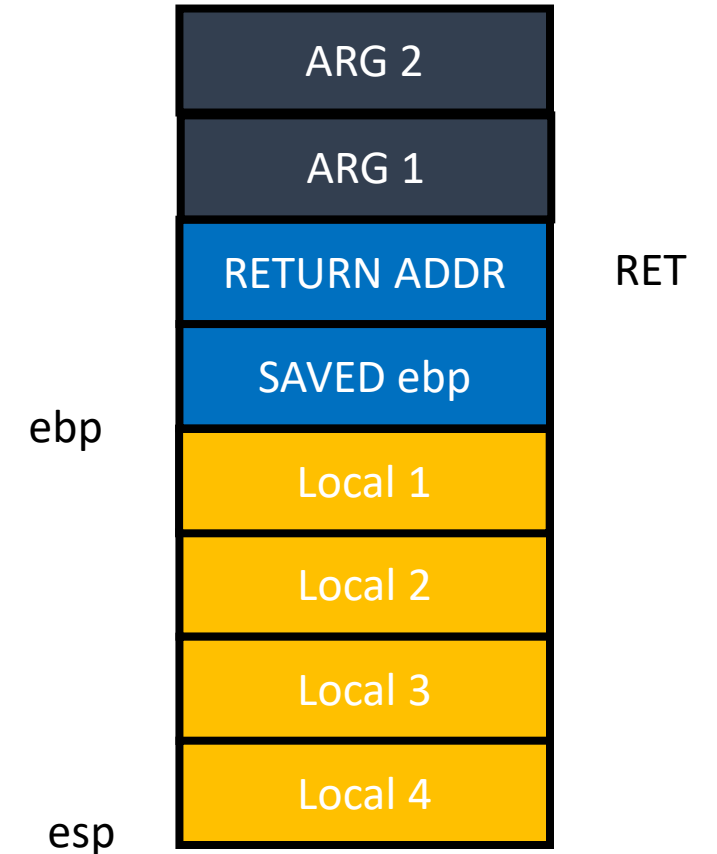 ARG 2
ARG 1
RETURN ADDR
RET
SAVED ebp
ebp
Local 1
Local 2
Local 3
Local 4
esp